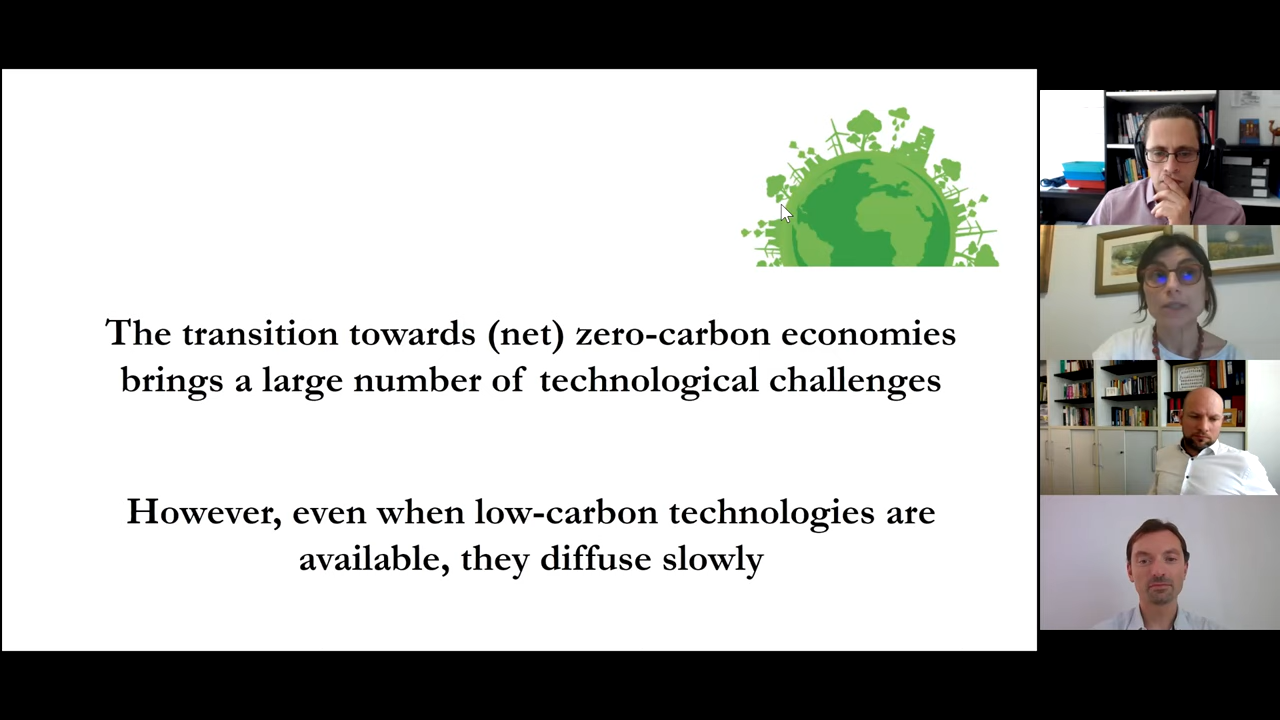 The transition towards (net) zero-carbon economies
brings a large number of technological challenges
However, even when low-carbon technologies are
available, they diffuse slowly